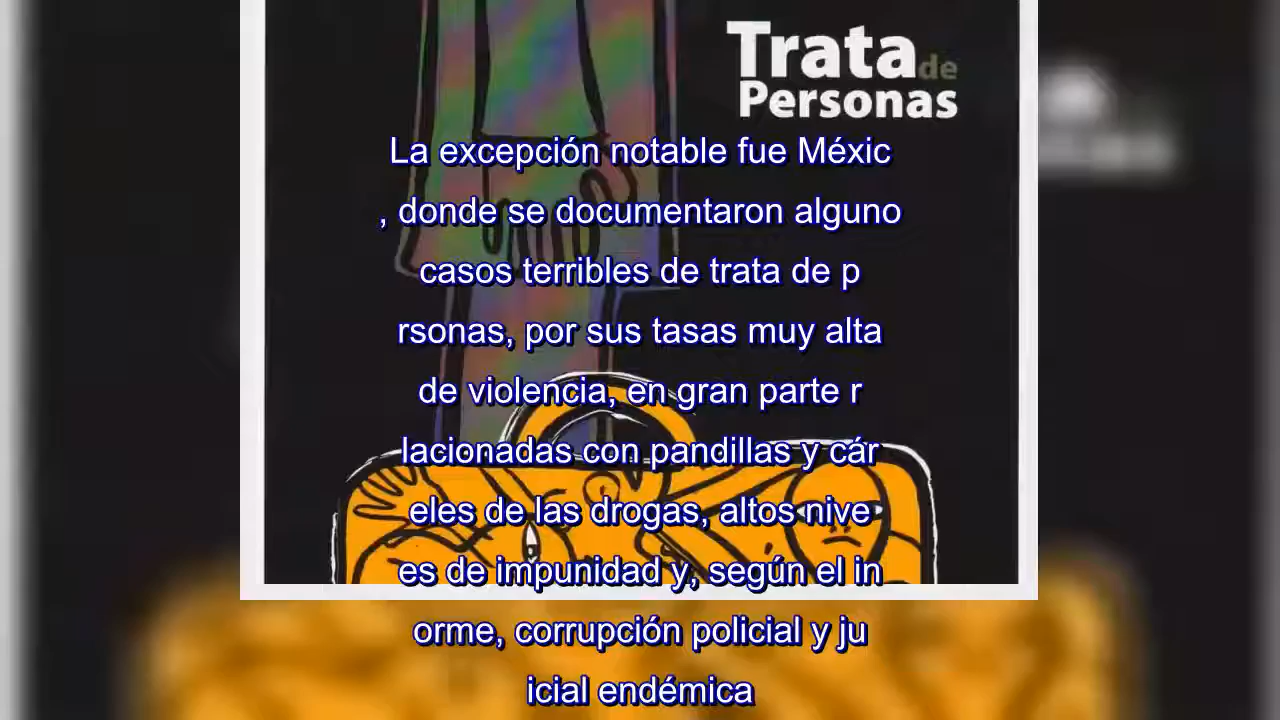 Trata de
Personas
La excepción notable fue Méxic
, donde se documentaron alguno
casos terribles de trata de p
rsonas, por sus tasas muy alta
de violencia, en gran parte r
lacionadas con pandillas y cár
eles de las drogas, altos nive
es de impunidad y, según el in
orme, corrupción policial y ju
icial endémica